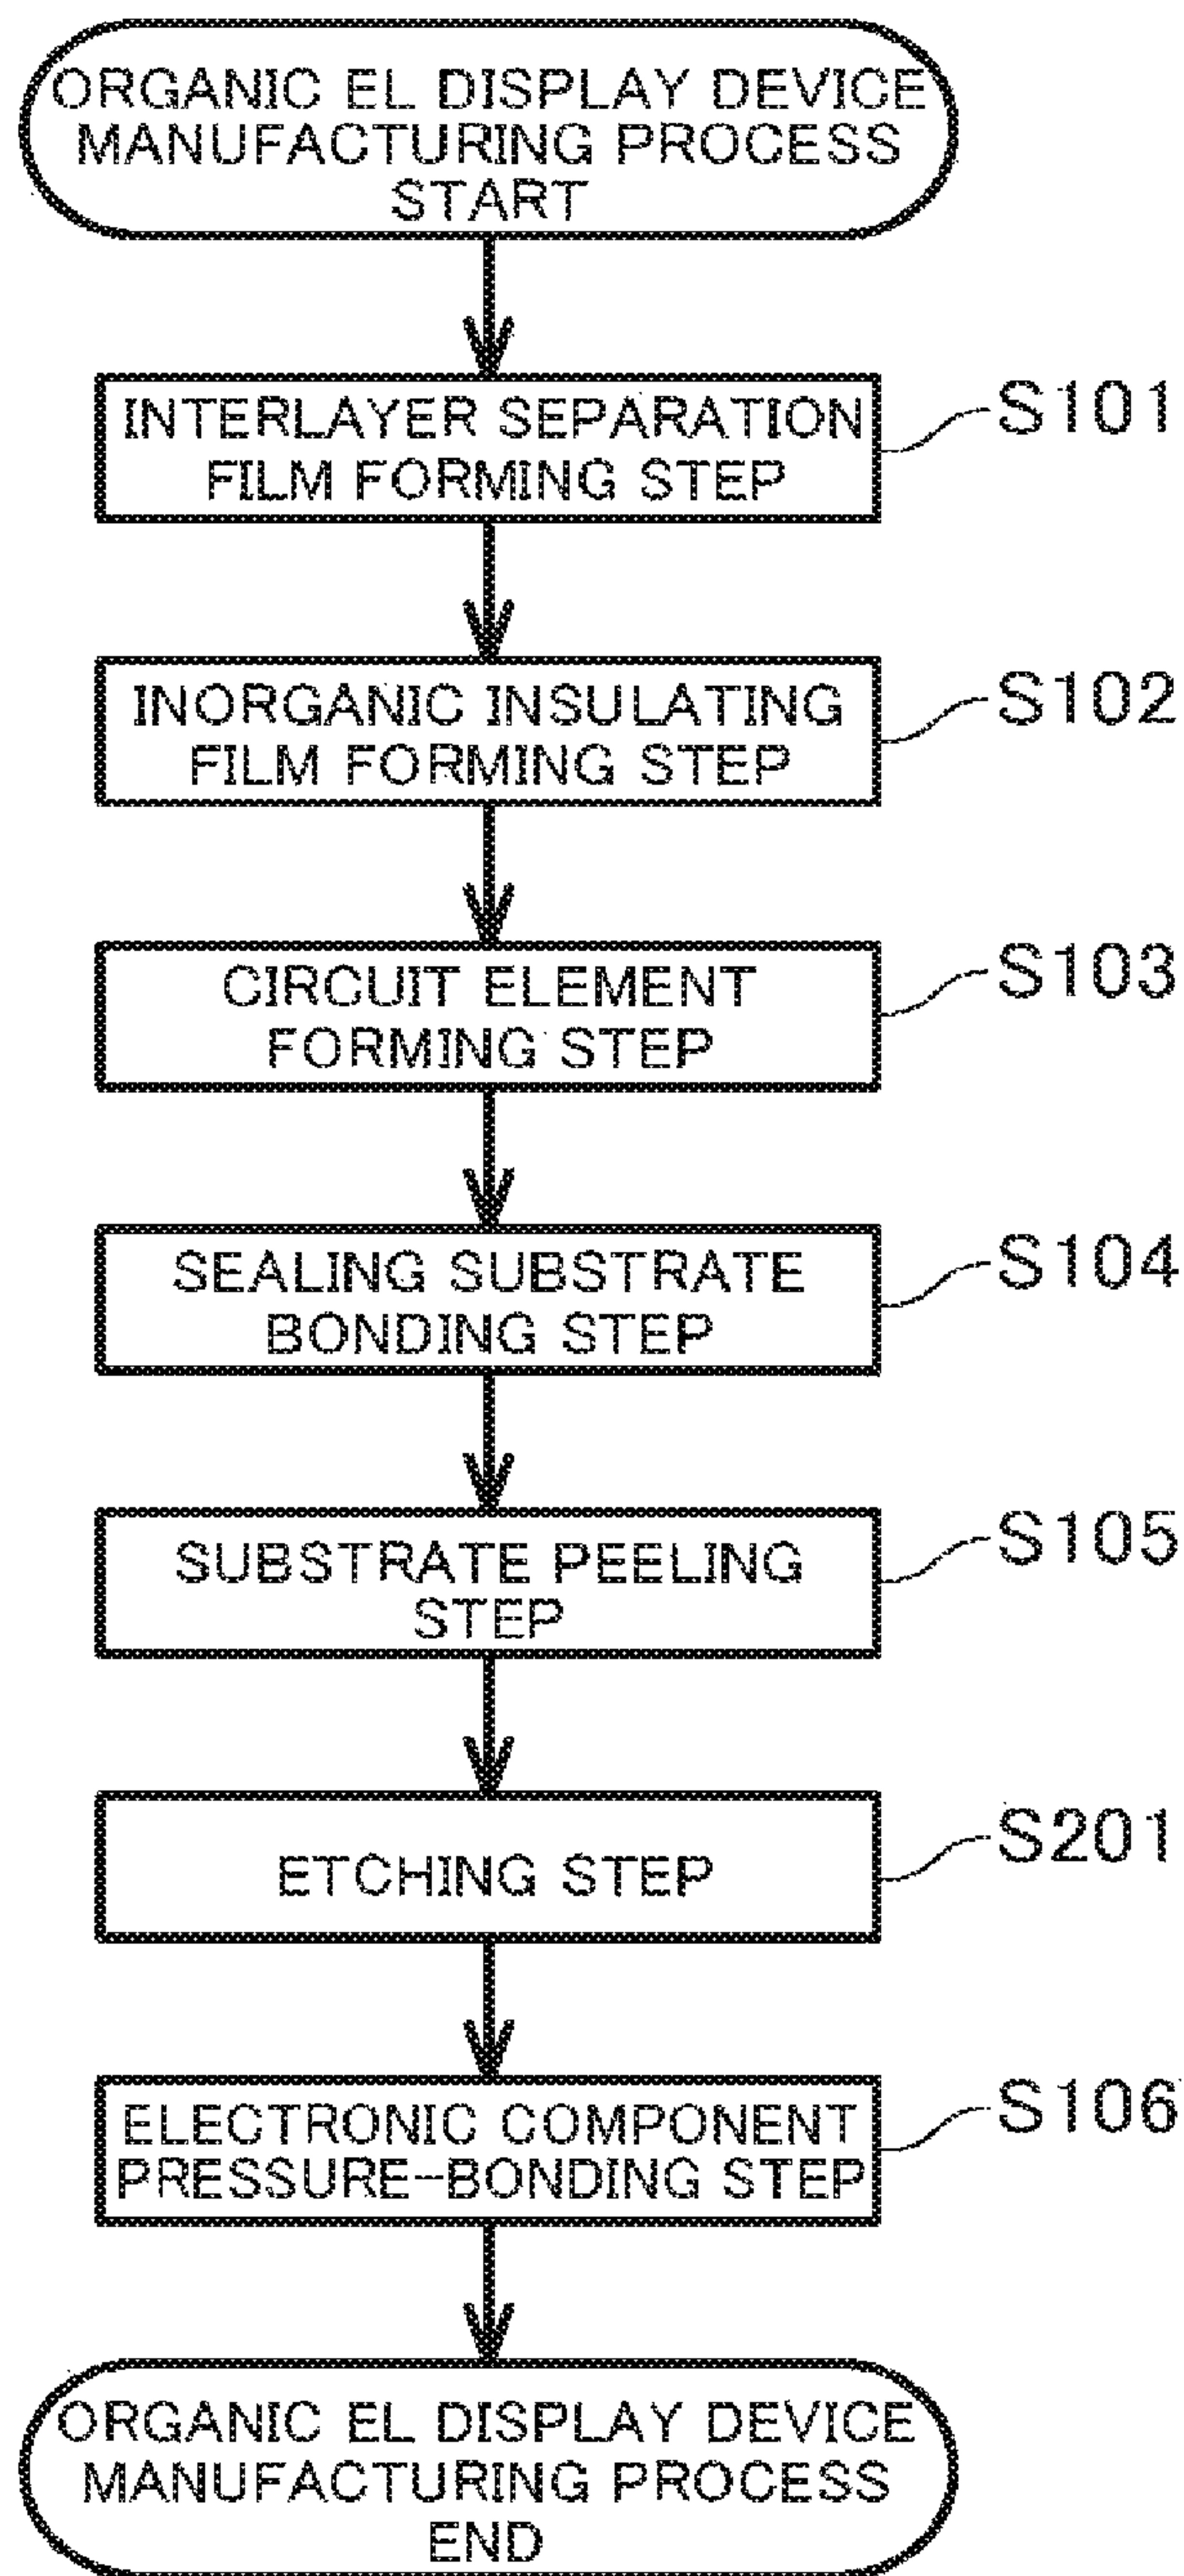 ORGANIC EL DISPLAY DEVICE
MANUFACTURING PROCESS
START
INTERLAYER SEPARATION
FILM FORMING STEP
S101
INORGANIC INSULATING
FILM FORMING STEP
S102
CIRCUIT ELEMENT
FORMING STEP
S103
SEALING SUBSTRATE
BONDING STEP
S104
SUBSTRATE PEELING
STEP
S105
ETCHING STEP
S201
ELECTRONIC COMPONENT
PRESSURE-BONDING STEP
S106
ORGANIC EL DISPLAY DEVICE
MANUFACTURING PROCESS
END